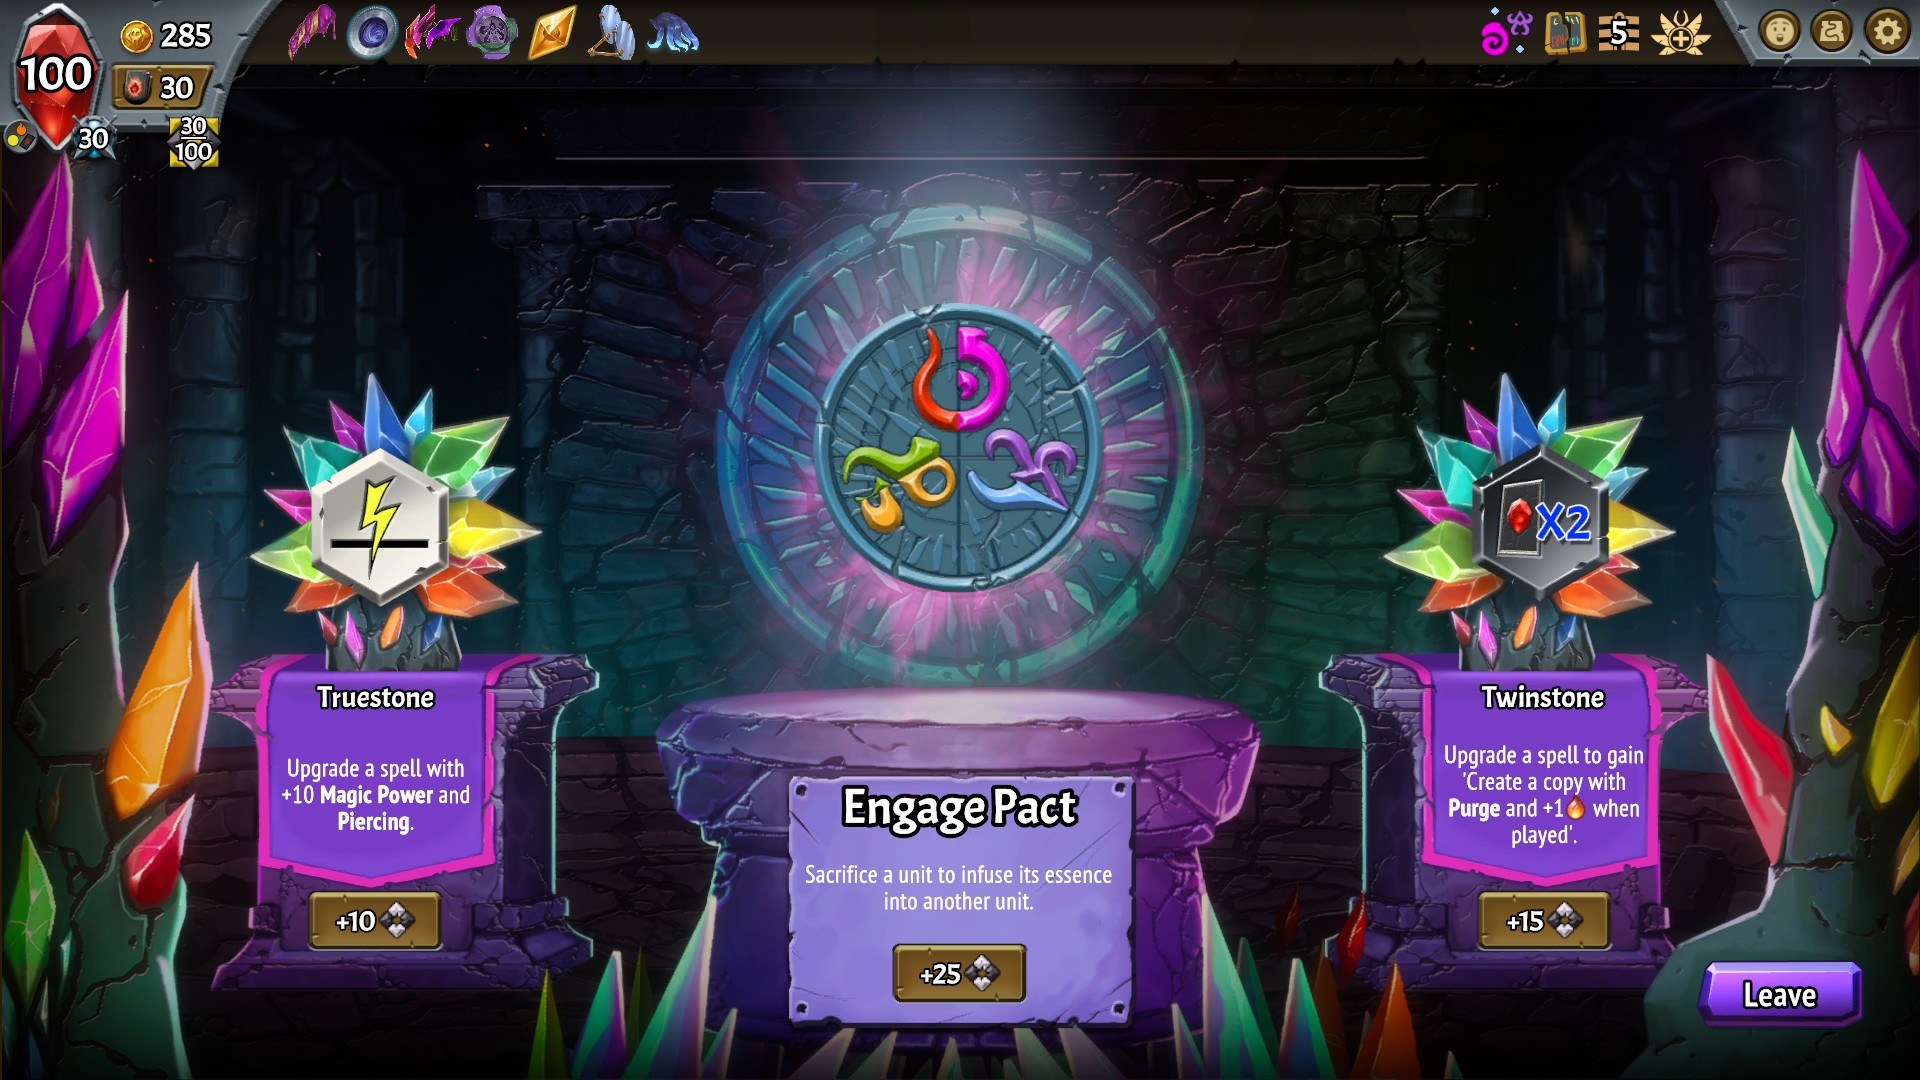 100
285
30
30
30
100
5
X2
Truestone
Upgrade a spell with
+10 Magic Power and
Piercing.
+10
Engage Pact
Sacrifice a unit to infuse its essence
into another unit.
+25
Twinstone
Upgrade a spell to gain
'Create a copy with
Purge and +1 when
played'.
+15
Leave